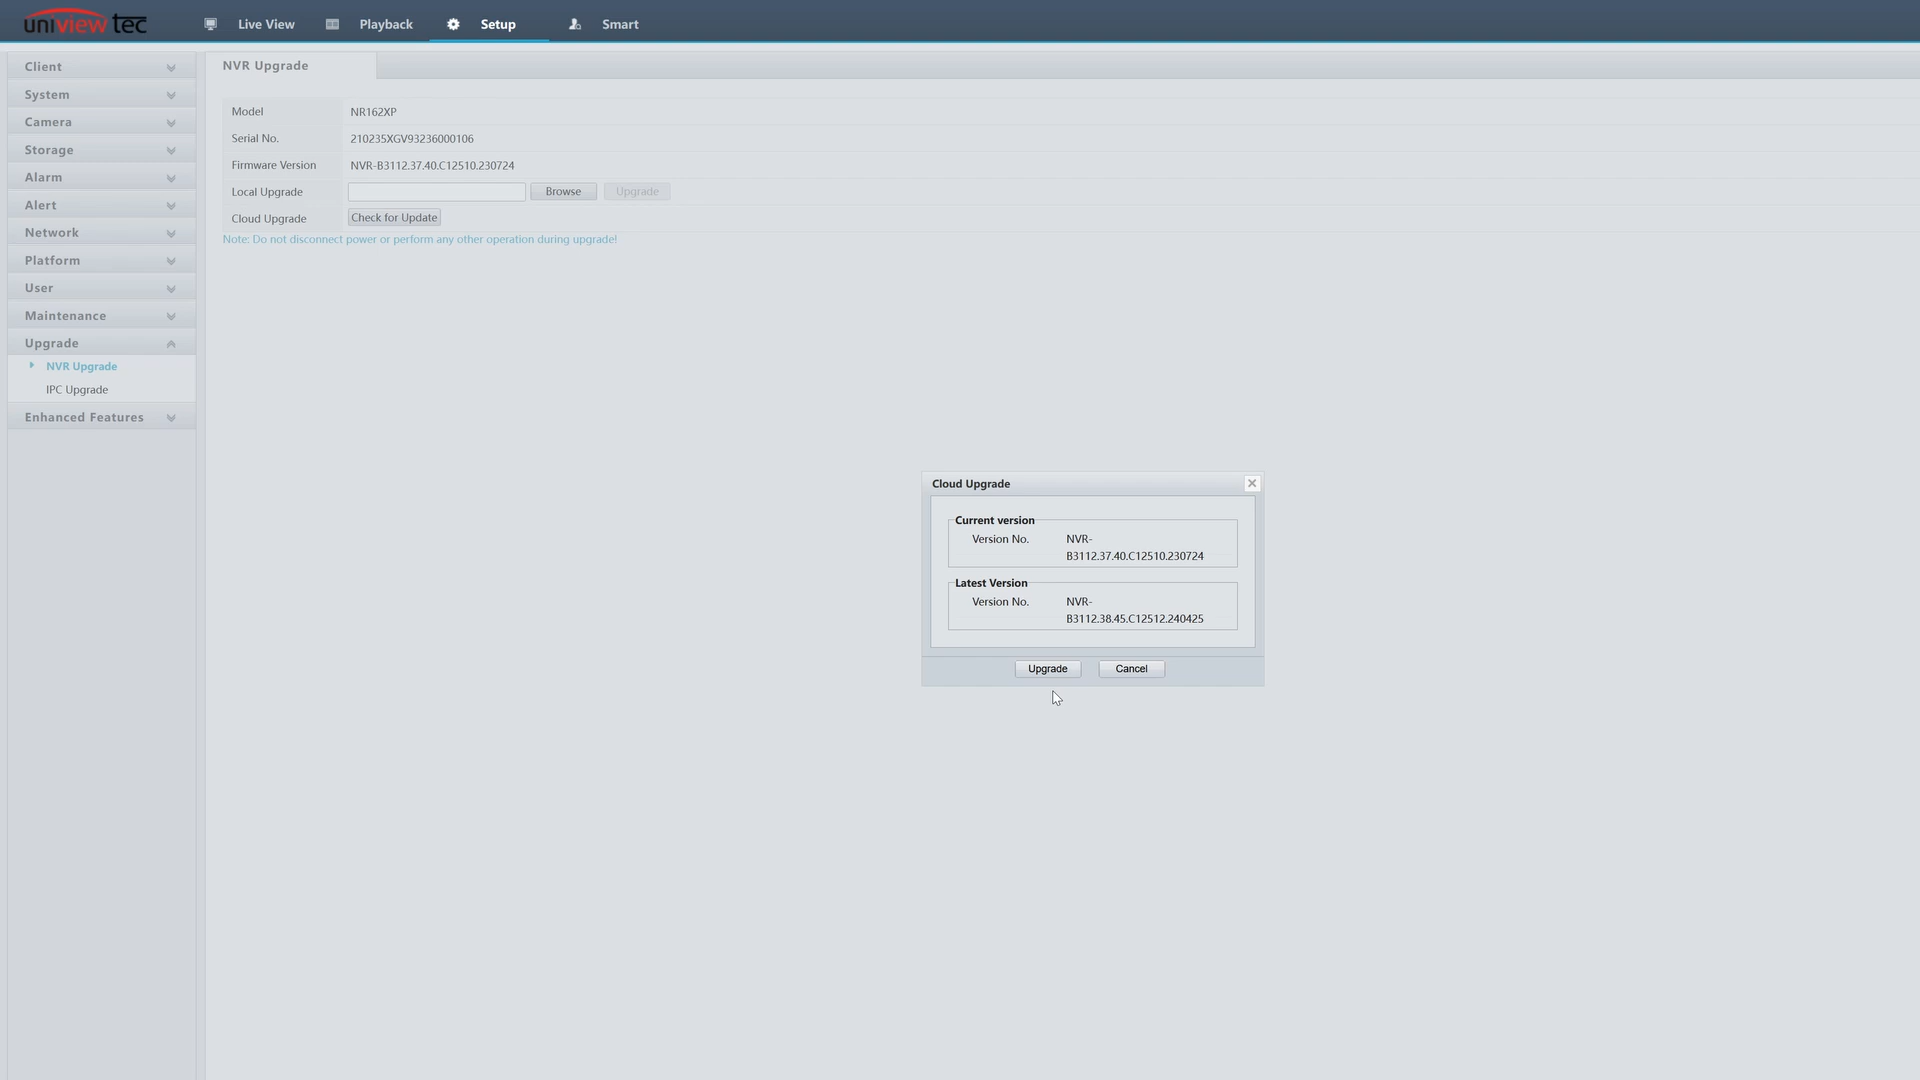 uniview tec
Live View
Playback
Setup
Smart
Client
System
Camera
Storage
Alarm
Alert
Network
Platform
User
Maintenance
Upgrade
NVR Upgrade
IPC Upgrade
Enhanced Features
NVR Upgrade
Model NR162XP
Serial No. 210235XGV93236000106
Firmware Version NVR-B3112.37.40.C12510.230724
Local Upgrade Browse Upgrade
Cloud Upgrade Check for Update
Note: Do not disconnect power or perform any other operation during upgrade!
Cloud Upgrade
Current version
Version No. NVR-
B3112.37.40.C12510.230724
Latest Version
Version No. NVR-
B3112.38.45.C12512.240425
Upgrade Cancel